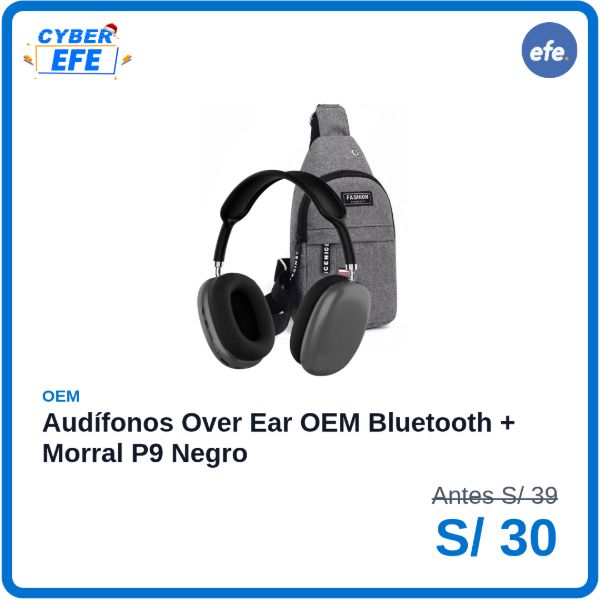 CYBER
EFE
efe.
FASHION
OEM
Audífonos Over Ear OEM Bluetooth +
Morral P9 Negro
Antes S/ 39
S/ 30